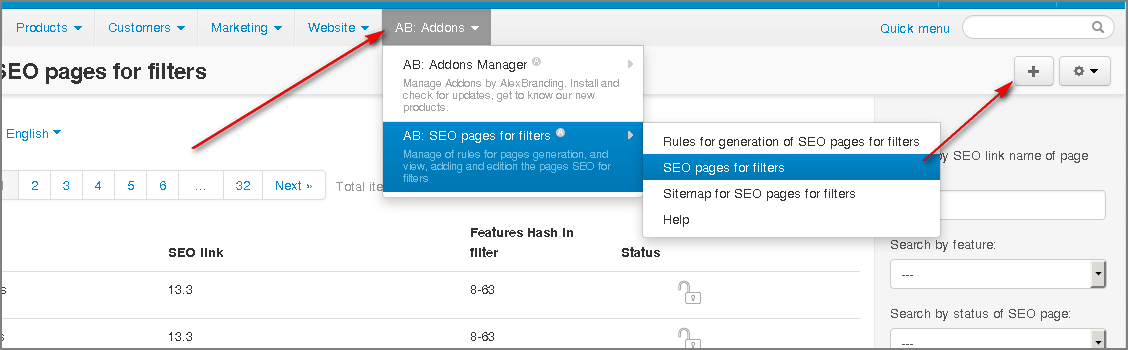 Products Customers Marketing Website AB: Addons Quick menu
SEO pages for filters
AB: Addons Manager
Manage Addons by AlexBranding. Install and
check for updates, get to know our new
products.
AB: SEO pages for filters
Manage of rules for pages generation, and
view, adding and edition the pages SEO for
filters
Rules for generation of SEO pages for filters
SEO pages for filters
Sitemap for SEO pages for filters
Help
English
2 3 4 5 6 ... 32 Next »
Total
SEO link Features Hash in
filter Status
13.3 8-63
13.3 8-63
by SEO link name of page
Search by feature:
---
Search by status of SEO page:
---